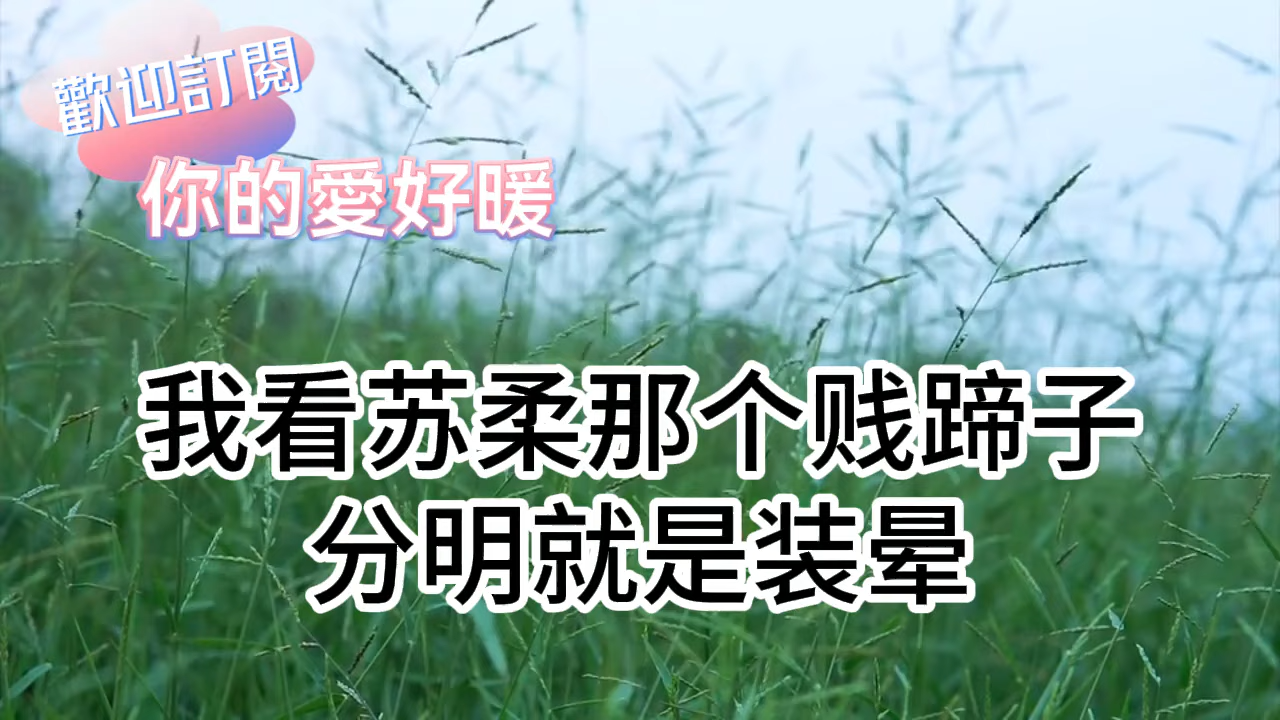 歡迎訂閱
你的愛好暖
我看苏柔那个贱蹄子
分明就是装晕